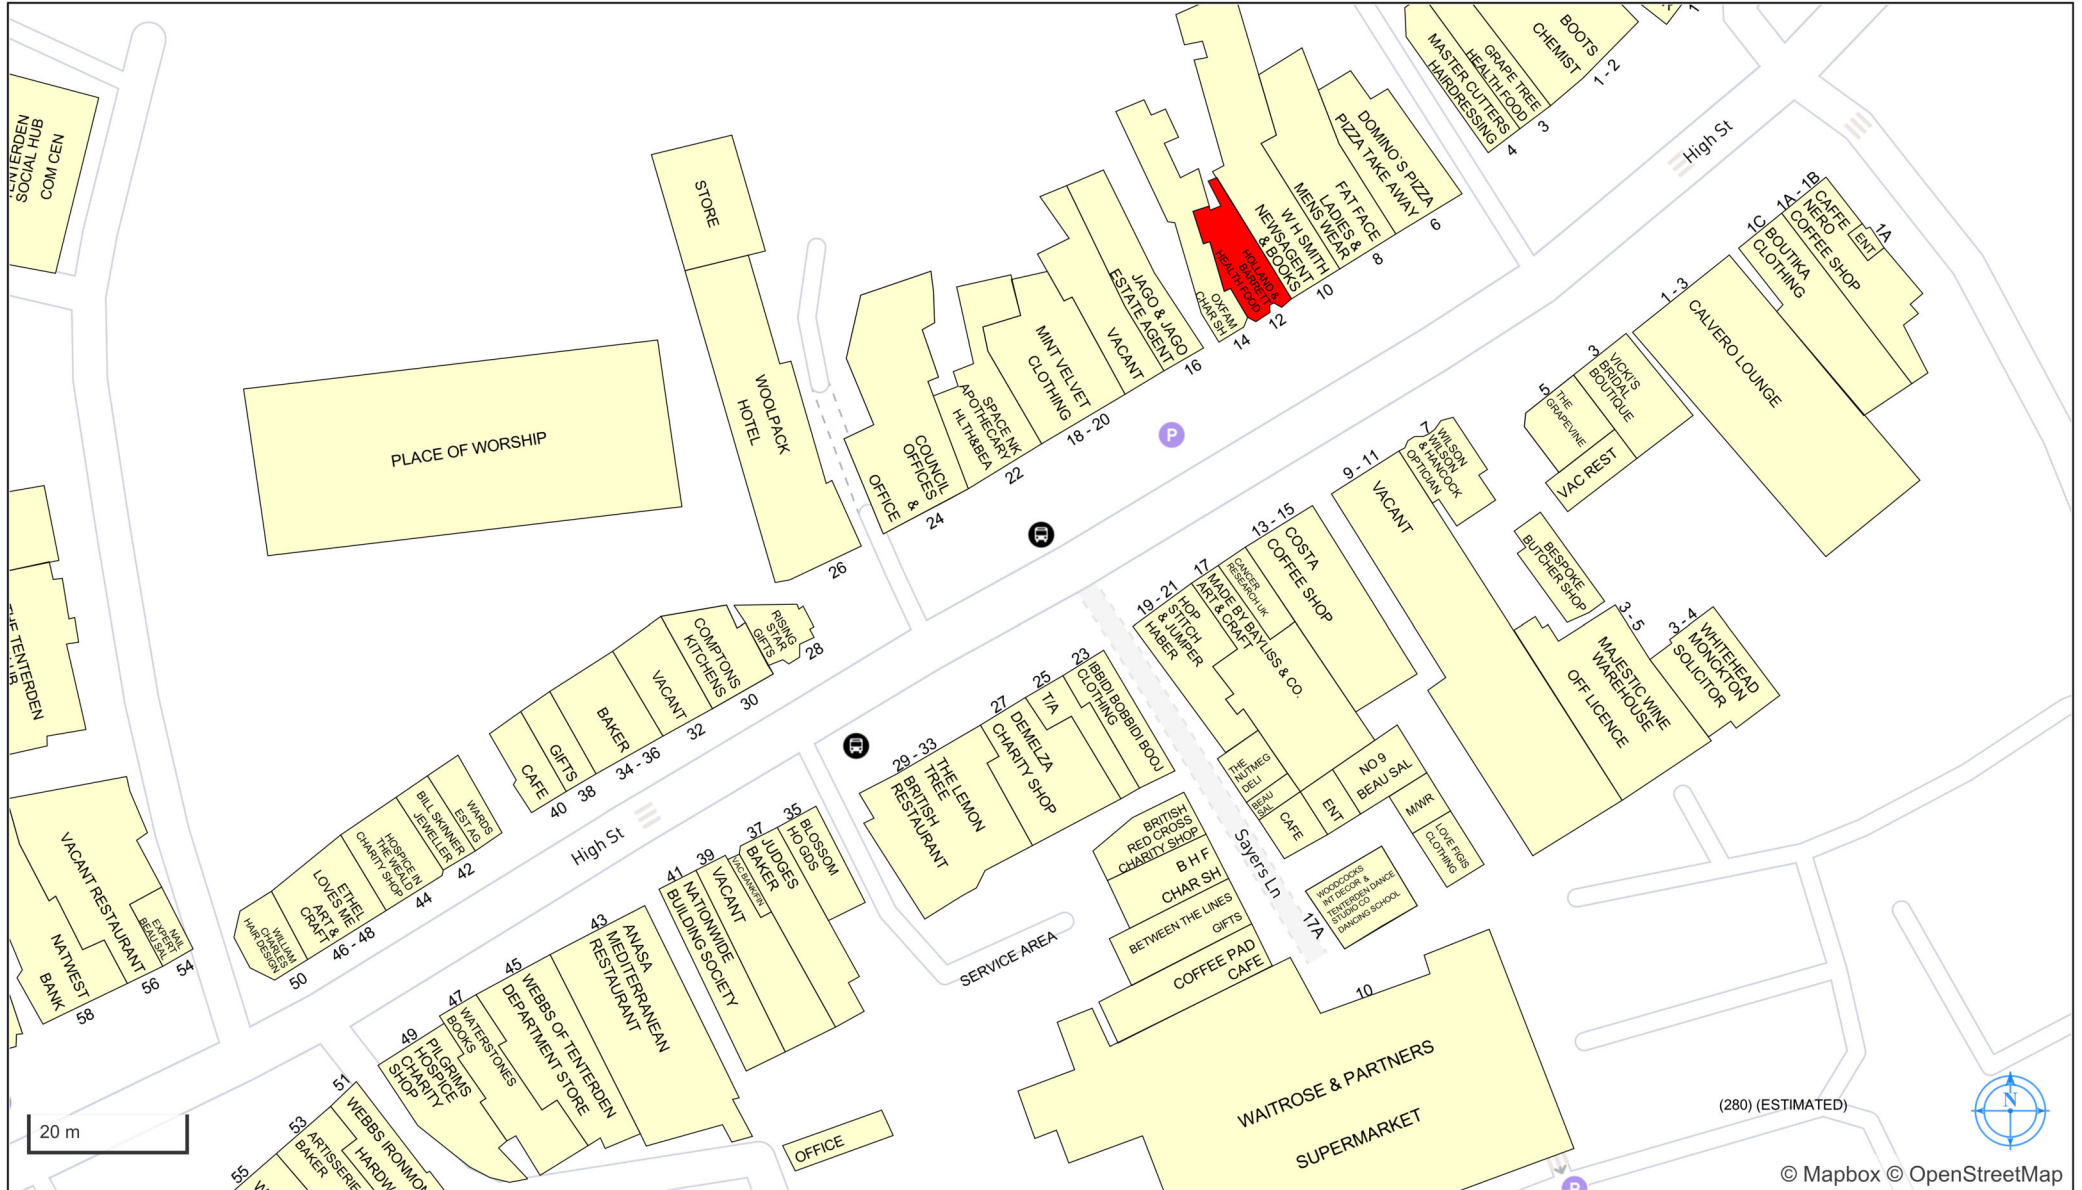 TENTERDEN
SOCIAL HUB
COM CEN
STORE
WOOLPACK
HOTEL
26
PLACE OF WORSHIP
OFFICE
COUNCIL
OFFICES
&
24
SPACE NK
APOTHECARY
HLTH&BEA
22
MINT VELVET
CLOTHING
18 - 20
VACANT
JAGO & JAGO
ESTATE AGENT
16
OXFAM
CHAR SH
14
HOLLAND &
BARRETT
HEALTH FOOD
12
W H SMITH
NEWSAGENT
& BOOKS
10
FAT FACE
LADIES &
MENS WEAR
8
DOMINO'S PIZZA
PIZZA TAKE AWAY
6
MASTER CUTTERS
HAIRDRESSING
4
GRAPE TREE
HEALTH FOOD
3
BOOTS
CHEMIST
1 - 2
High St
CAFFE
NERO
COFFEE SHOP
1A - 1B
ENT
1A
BOUTIKA
CLOTHING
1C
CALVERO LOUNGE
1 - 3
VICKI'S
BRIDAL
BOUTIQUE
3
THE
GRAPEVINE
5
VAC REST
WILSON
WILSON
& HANCOCK
OPTICIAN
7
VACANT
9 - 11
P
COSTA
COFFEE SHOP
13 - 15
CANCER
RESEARCH UK
MADE BY BAYLISS & CO.
ART & CRAFT
17
HOP
STITCH
& JUMPER
HABER
19 - 21
BESPOKE
BUTCHER SHOP
MAJESTIC WINE
WAREHOUSE
OFF LICENCE
3 - 5
WHITEHEAD
MONCKTON
SOLICITOR
3 - 4
RISING
STAR
GIFTS
28
COMPTONS
KITCHENS
30
VACANT
32
BAKER
34 - 36
GIFTS
38
CAFE
40
WARDS
EST AG
BILL SKINNER
JEWELLER
42
HOSPICE IN
THE WEALD
CHARITY SHOP
44
ETHEL
LOVES ME
ART &
CRAFT
46 - 48
WILLIAM
CHARLES
HAIR DESIGN
50
THE TENTERDEN
VACANT RESTAURANT
56
NAIL
EXPERT
BEAU SAL
54
NATWEST
BANK
58
High St
IBBIDI BOBBIDI BOOJ
CLOTHING
23
T/A
25
DEMELZA
CHARITY SHOP
27
THE LEMON
TREE
BRITISH
RESTAURANT
29 - 33
BLOSSOM
HO GDS
35
JUDGES
BAKER
37
VAC BANK/FIN
VACANT
39
NATIONWIDE
BUILDING SOCIETY
41
ANASA
MEDITERRANEAN
RESTAURANT
43
WEBBS OF TENTERDEN
DEPARTMENT STORE
45
WATERSTONES
BOOKS
47
PILGRIMS
HOSPICE
CHARITY
SHOP
49
WEBBS IRONMON
HARDW
51
ARTISSERIE
BAKER
53
55
THE
NUTMEG
DELI
BEAU
SAL
CAFE
ENT
NO 9
BEAU SAL
M/WR
LOVE FIGIS
CLOTHING
WOODCOCKS
INT DECOR &
TENTERDEN DANCE
STUDIO CO
DANCING SCHOOL
17A
Sayers Ln
BRITISH
RED CROSS
CHARITY SHOP
B H F
CHAR SH
BETWEEN THE LINES
GIFTS
COFFEE PAD
CAFE
SERVICE AREA
OFFICE
10
WAITROSE & PARTNERS
SUPERMARKET
(280) (ESTIMATED)
P
N
20 m
© Mapbox © OpenStreetMap